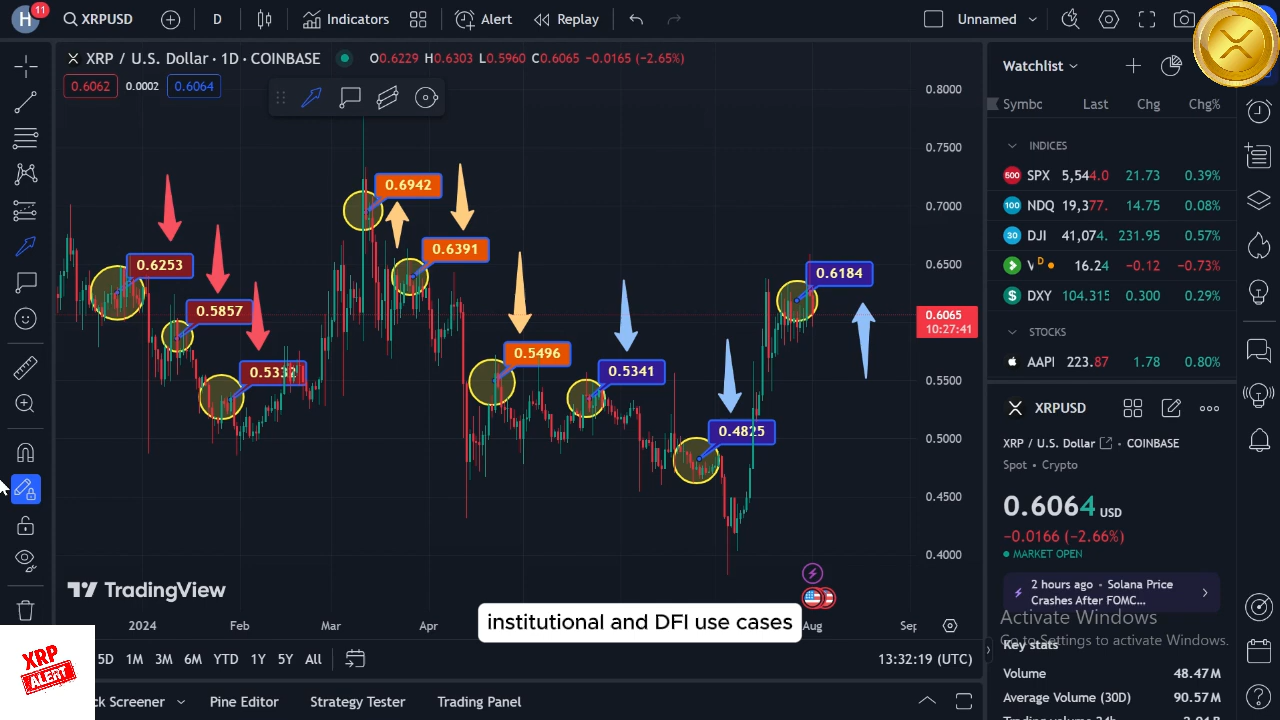 H 11 XRPUSD D Indicators Alert Replay Unnamed
XRP / U.S. Dollar · 1D · COINBASE O0.6229 H0.6303 L0.5960 C0.6065 -0.0165 (-2.65%)
0.6062 0.0002 0.6064
0.8000
0.7500
0.7000
0.6500
0.6065
10:27:41
0.5500
0.5000
0.4500
0.4000
0.6253
0.5857
0.5332
0.6942
0.6391
0.5496
0.5341
0.4825
0.6184
TradingView
institutional and DFI use cases
2024 Feb Mar Apr Aug Sep
5D 1M 3M 6M YTD 1Y 5Y All 13:32:19 (UTC)
ck Screener Pine Editor Strategy Tester Trading Panel
XRP
ALERT
Watchlist
Symbc Last Chg Chg%
INDICES
500 SPX 5,544.0 21.73 0.39%
100 NDQ 19,377. 14.75 0.08%
30 DJI 41,074. 231.95 0.57%
V D 16.24 -0.12 -0.73%
$ DXY 104.315 0.300 0.29%
STOCKS
AAPI 223.87 1.78 0.80%
XRPUSD
XRP / U.S. Dollar · COINBASE
Spot · Crypto
0.6064 USD
-0.0166 (-2.66%)
MARKET OPEN
2 hours ago · Solana Price
Crashes After FOMC...
Activate Windows
Go to Settings to activate Windows.
Key stats
Volume 48.47M
Average Volume (30D) 90.57M